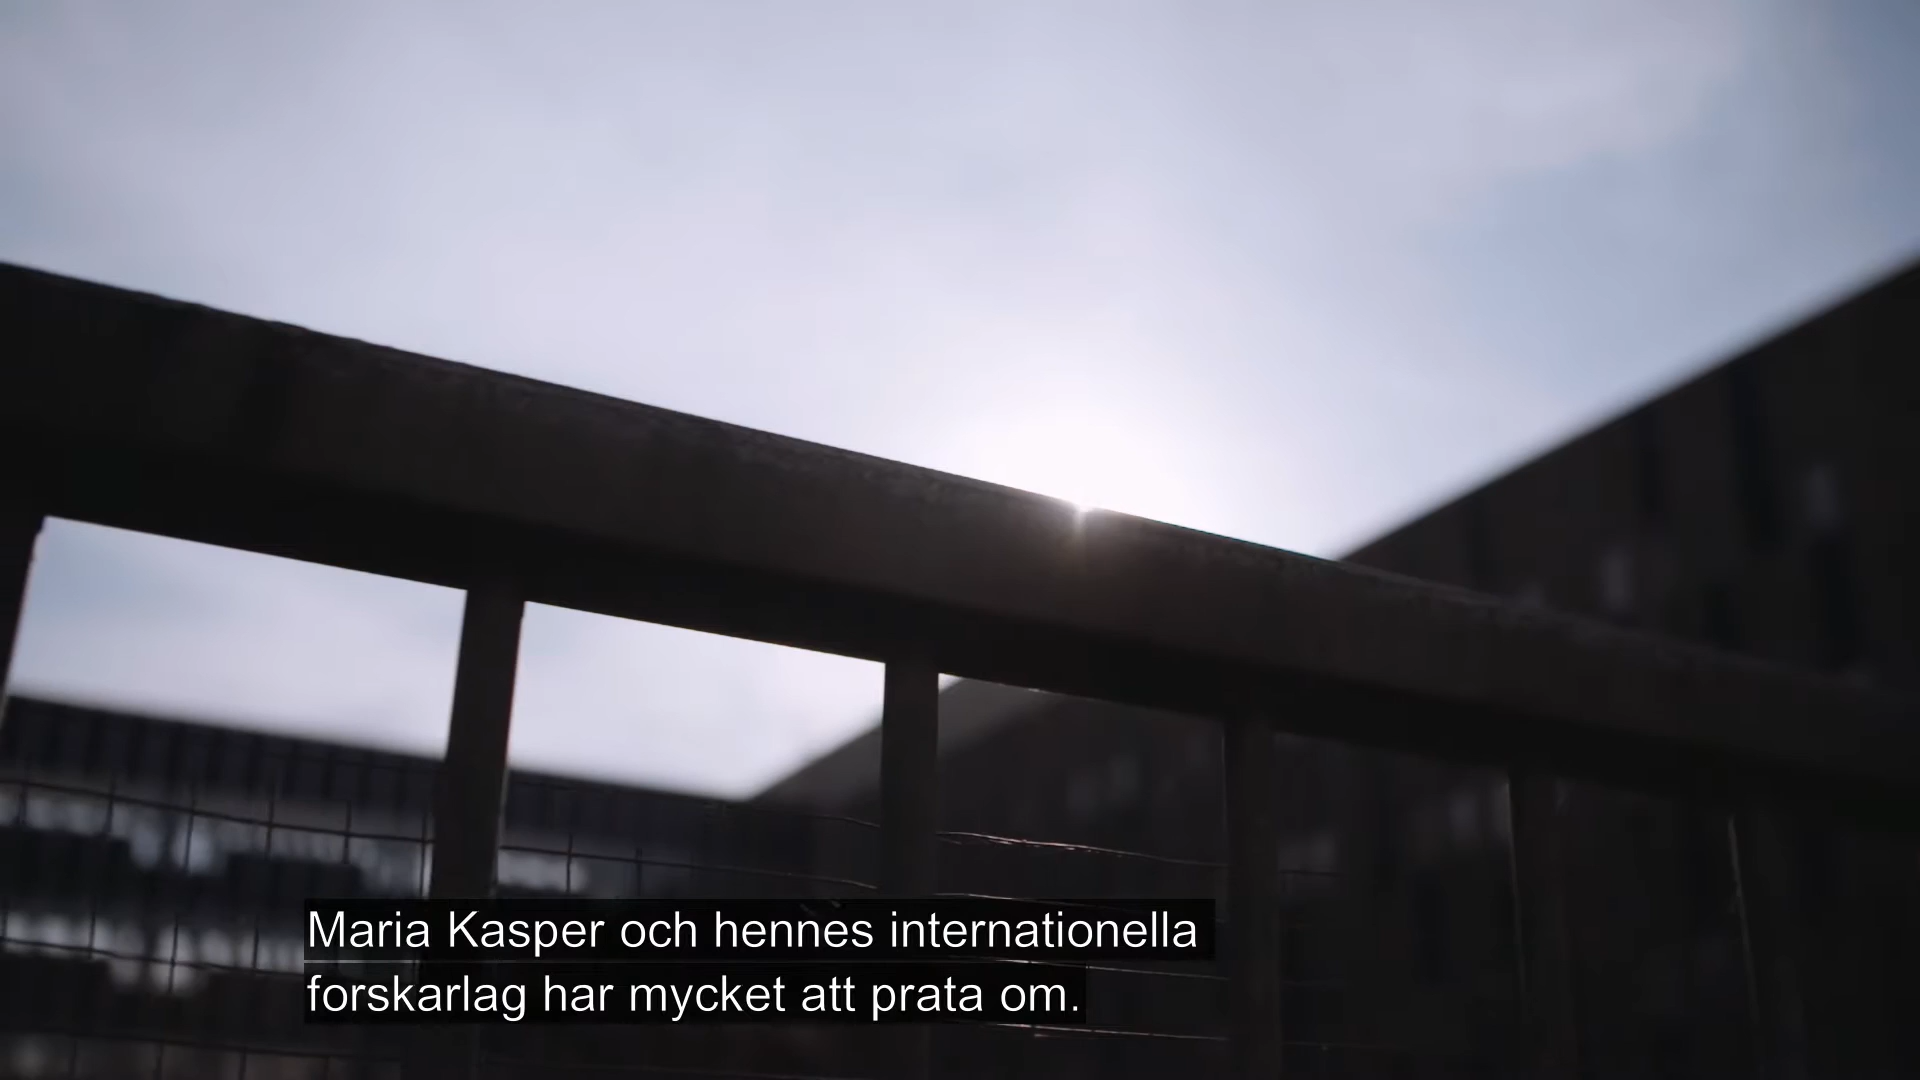 Maria Kasper och hennes internationella
forskarlag har mycket att prata om.